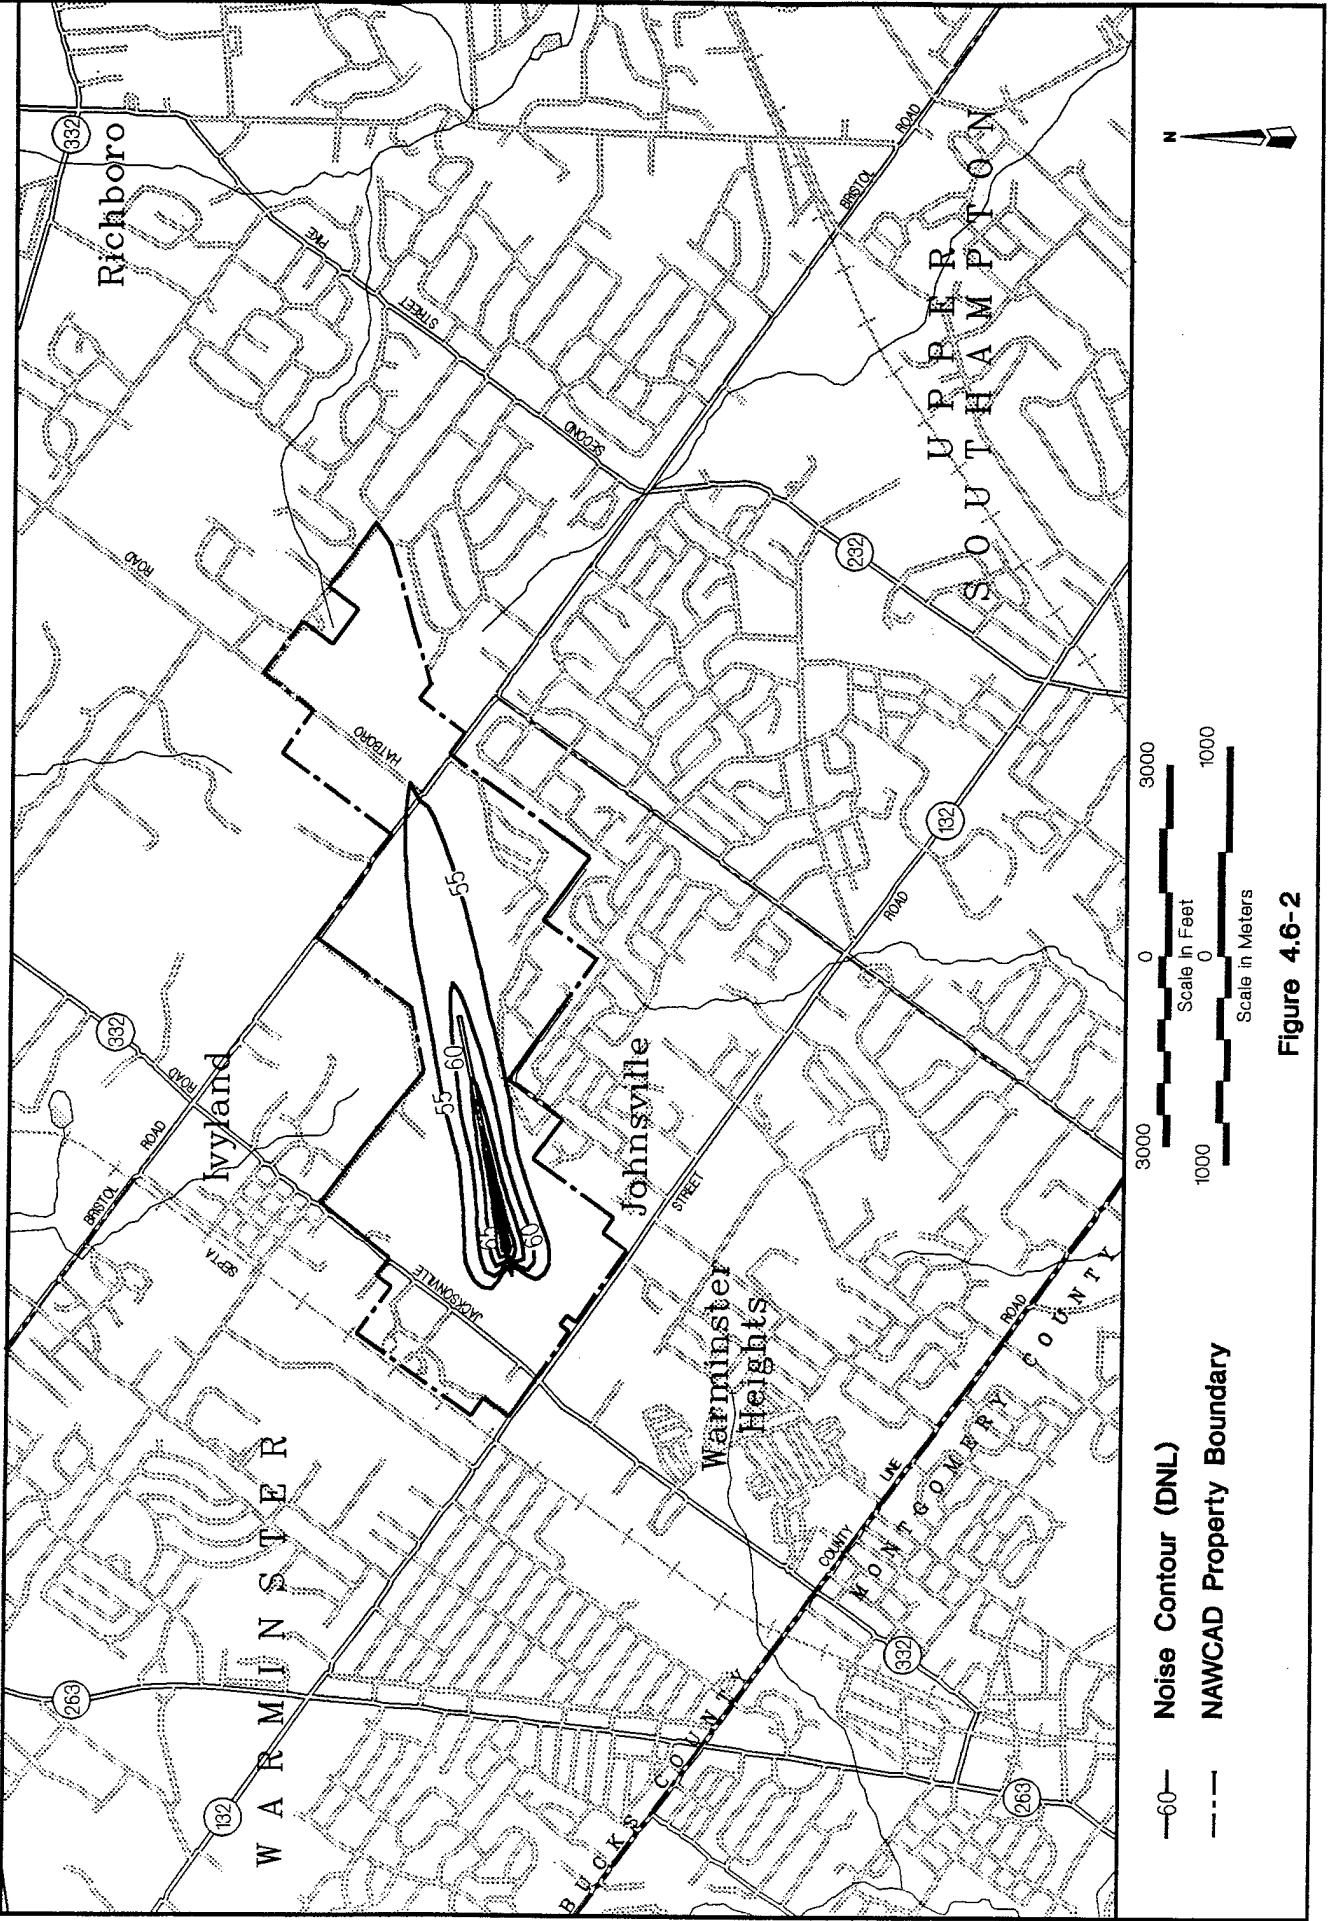 332
Richboro
ROAD
BRISTOL
PIKE
STREET
SECOND
UPPER
SOUTHAMPTON
N
ROAD
HATBORO
232
132
ROAD
332
ROAD
Ivyland
ROAD
BRISTOL
SEPTA
JACKSONVILLE
55
55
60
65
60
Johnsville
STREET
Warminster
Heights
WARMINSTER
263
132
BUCKS COUNTY
MONTGOMERY COUNTY
COUNTY
LINE
ROAD
332
263
60 Noise Contour (DNL)
NAWCAD Property Boundary
3000 0 3000
Scale in Feet
1000 0 1000
Scale in Meters
Figure 4.6-2